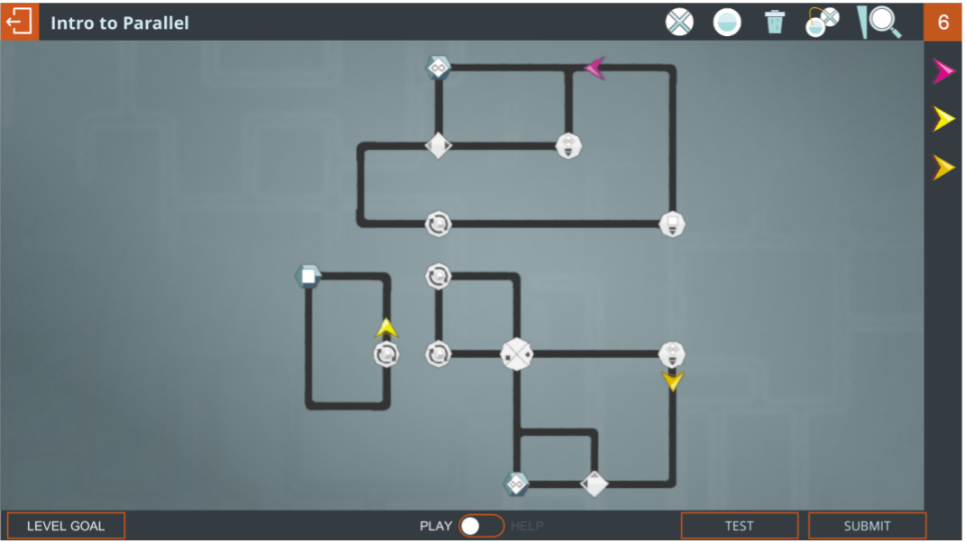 Intro to Parallel
6
LEVEL GOAL
PLAY
HELP
TEST
SUBMIT